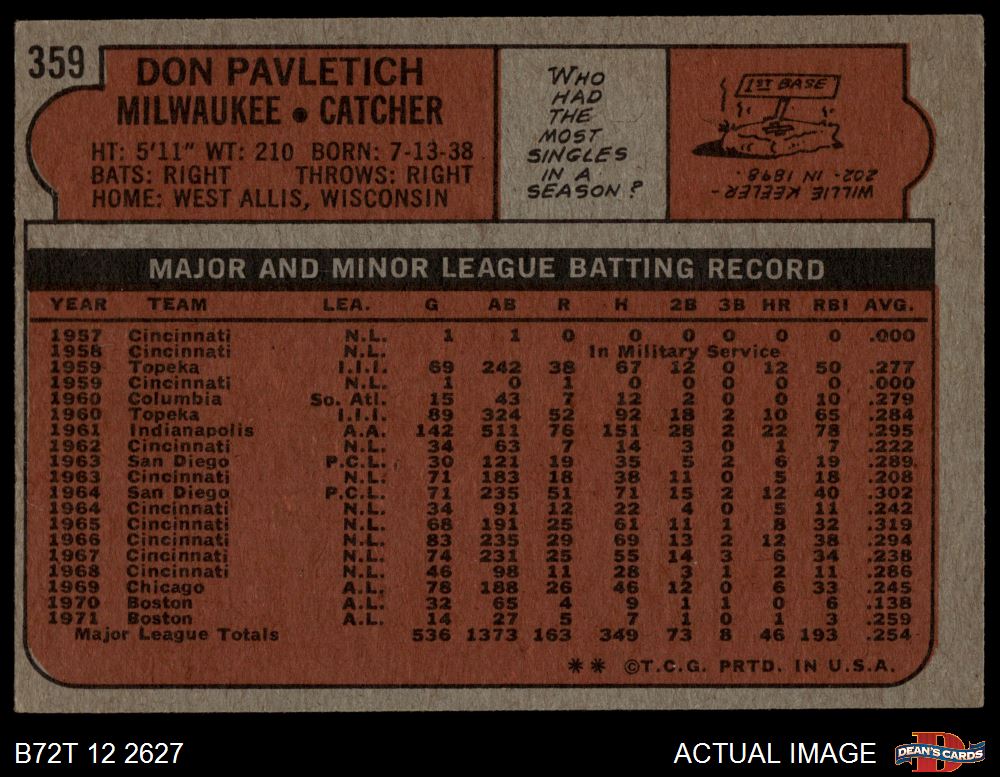 359
DON PAVLETICH
MILWAUKEE • CATCHER
HT: 5'11" WT: 210 BORN: 7-13-38
BATS: RIGHT THROWS: RIGHT
HOME: WEST ALLIS, WISCONSIN
WHO
HAD
THE
MOST
SINGLES
IN A
SEASON?
1ST BASE
WILLIE KEELER -
202 - IN 1898.
MAJOR AND MINOR LEAGUE BATTING RECORD
YEAR TEAM LEA. G AB R H 2B 3B HR RBI AVG.
1957 Cincinnati N.L. 1 1 0 0 0 0 0 0 .000
1958 Cincinnati N.L. In Military Service
1959 Topeka I.I.I. 69 242 38 67 12 0 12 50 .277
1959 Cincinnati N.L. 1 0 1 0 0 0 0 0 .000
1960 Columbia So. Atl. 15 43 7 12 2 0 0 10 .279
1960 Topeka I.I.I. 89 324 52 92 18 2 10 65 .284
1961 Indianapolis A.A. 142 511 76 151 28 2 22 78 .295
1962 Cincinnati N.L. 34 63 7 14 3 0 1 7 .222
1963 San Diego P.C.L. 30 121 19 35 5 2 6 19 .289
1963 Cincinnati N.L. 71 183 18 38 11 0 5 18 .208
1964 San Diego P.C.L. 71 235 51 71 15 2 12 40 .302
1964 Cincinnati N.L. 34 91 12 22 4 0 5 11 .242
1965 Cincinnati N.L. 68 191 25 61 11 1 8 32 .319
1966 Cincinnati N.L. 83 235 29 69 13 2 12 38 .294
1967 Cincinnati N.L. 74 231 25 55 14 3 6 34 .238
1968 Cincinnati N.L. 46 98 11 28 3 1 2 11 .286
1969 Chicago A.L. 78 188 26 46 12 0 6 33 .245
1970 Boston A.L. 32 65 4 9 1 1 0 6 .138
1971 Boston A.L. 14 27 5 7 1 0 1 3 .259
Major League Totals 536 1373 163 349 73 8 46 193 .254
** ©T.C.G. PRTD. IN U.S.A.
B72T 12 2627
ACTUAL IMAGE
D
DEAN'S CARDS